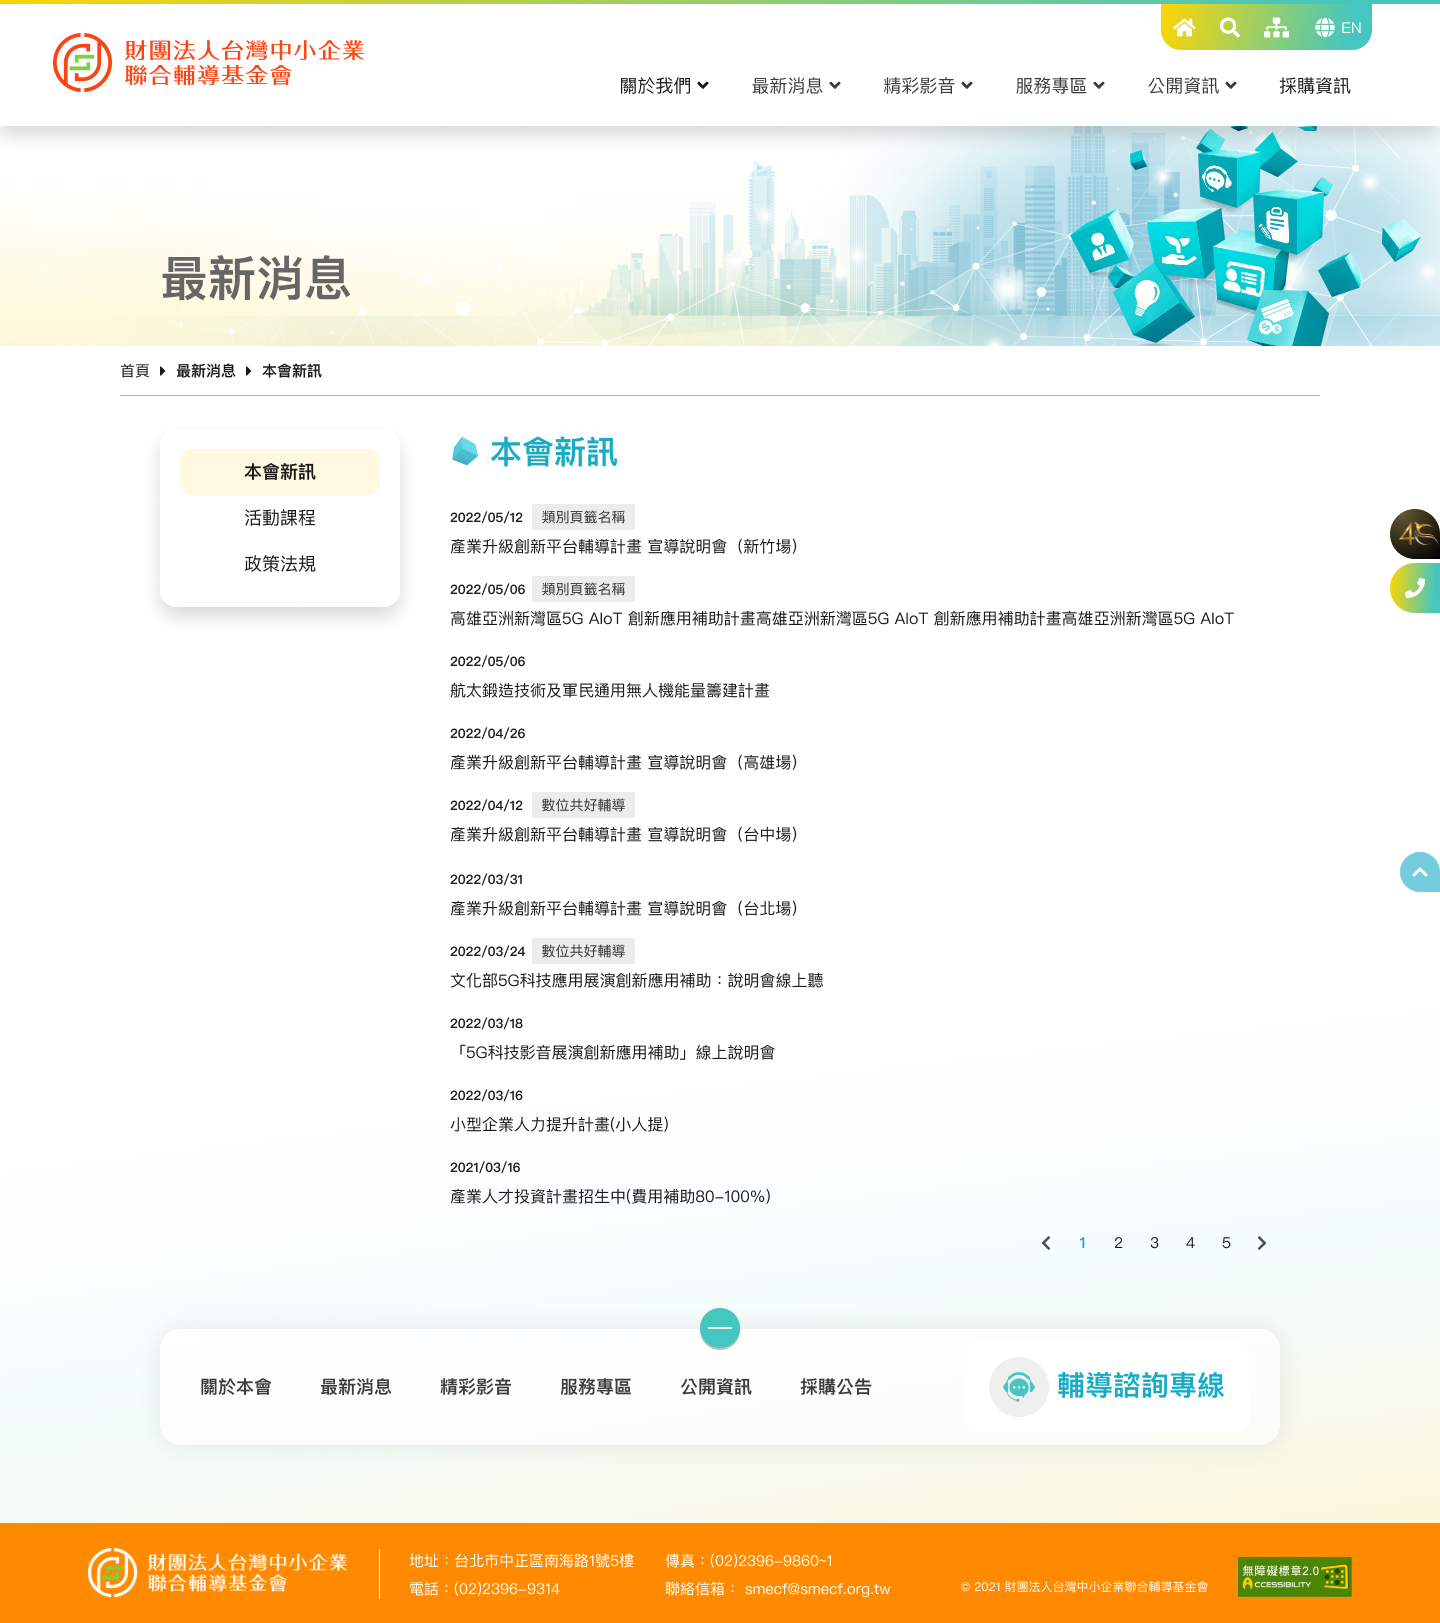 財團法人台灣中小企業
聯合輔導基金會
EN
關於我們 最新消息 精彩影音 服務專區 公開資訊 採購資訊
最新消息
首頁 最新消息 本會新訊
本會新訊
活動課程
政策法規
本會新訊
2022/05/12 類別頁籤名稱
產業升級創新平台輔導計畫 宣導說明會（新竹場）
2022/05/06 類別頁籤名稱
高雄亞洲新灣區5G AIoT 創新應用補助計畫高雄亞洲新灣區5G AIoT 創新應用補助計畫高雄亞洲新灣區5G AIoT
2022/05/06
航太鍛造技術及軍民通用無人機能量籌建計畫
2022/04/26
產業升級創新平台輔導計畫 宣導說明會（高雄場）
2022/04/12 數位共好輔導
產業升級創新平台輔導計畫 宣導說明會（台中場）
2022/03/31
產業升級創新平台輔導計畫 宣導說明會（台北場）
2022/03/24 數位共好輔導
文化部5G科技應用展演創新應用補助：說明會線上聽
2022/03/18
「5G科技影音展演創新應用補助」線上說明會
2022/03/16
小型企業人力提升計畫(小人提)
2021/03/16
產業人才投資計畫招生中(費用補助80-100%)
1 2 3 4 5
關於本會 最新消息 精彩影音 服務專區 公開資訊 採購公告
輔導諮詢專線
財團法人台灣中小企業
聯合輔導基金會
地址：台北市中正區南海路1號5樓 傳真：(02)2396-9860~1
電話：(02)2396-9314 聯絡信箱： smecf@smecf.org.tw
© 2021 財團法人台灣中小企業聯合輔導基金會
無障礙標章2.0
ACCESSIBILITY